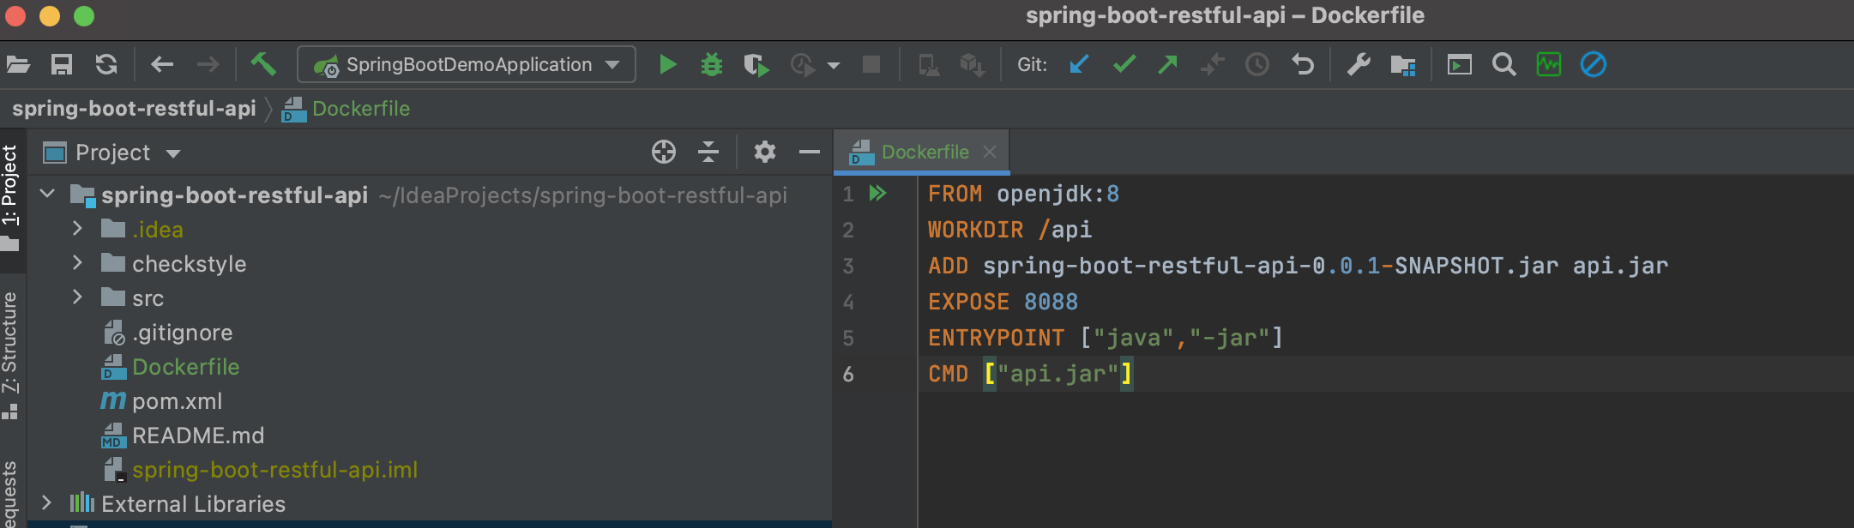 spring-boot-restful-api – Dockerfile
SpringBootDemoApplication
Git:
spring-boot-restful-api
Dockerfile
1: Project
Z: Structure
equests
Project
spring-boot-restful-api ~/IdeaProjects/spring-boot-restful-api
.idea
checkstyle
src
.gitignore
D Dockerfile
m pom.xml
MD README.md
spring-boot-restful-api.iml
External Libraries
D Dockerfile
1 FROM openjdk:8
2 WORKDIR /api
3 ADD spring-boot-restful-api-0.0.1-SNAPSHOT.jar api.jar
4 EXPOSE 8088
5 ENTRYPOINT ["java","-jar"]
6 CMD ["api.jar"]